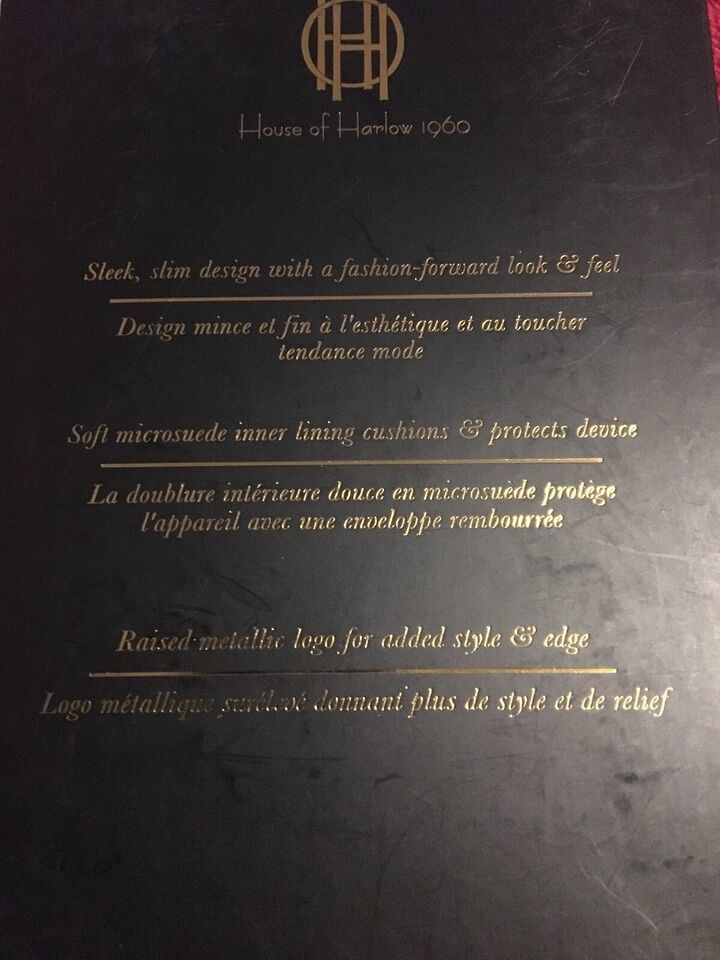 House of Harlow 1960
Sleek, slim design with a fashion-forward look & feel
Design mince et fin à l'esthétique et au toucher
tendance mode
Soft microsuede inner lining cushions & protects device
La doublure intérieure douce en microsuède protège
l'appareil avec une enveloppe rembourrée
Raised metallic logo for added style & edge
Logo métallique surélevé donnant plus de style et de relief